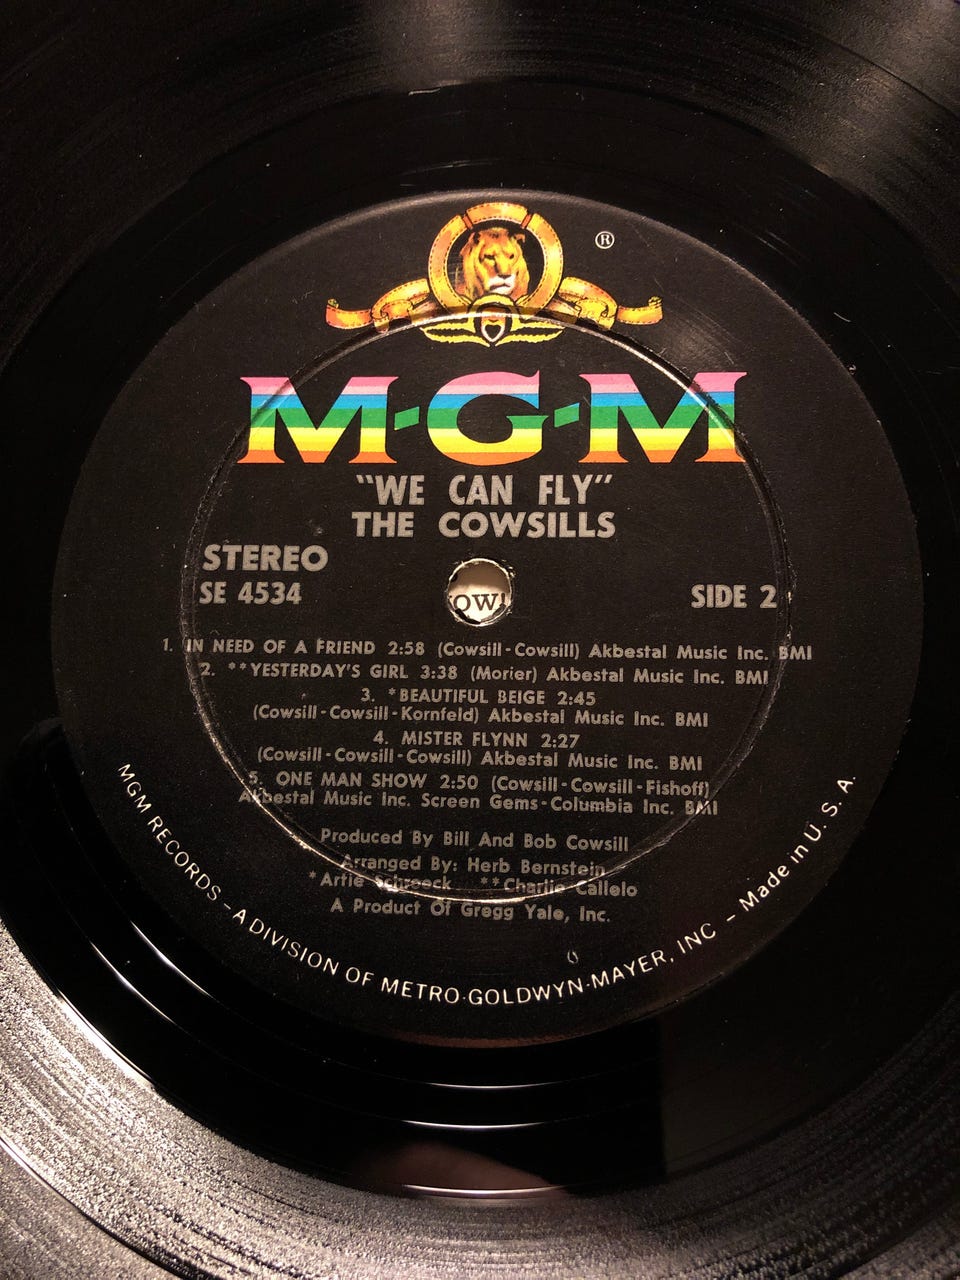 ®
M·G·M
"WE CAN FLY"
THE COWSILLS
STEREO
SE 4534
SIDE 2
OW!
1. IN NEED OF A FRIEND 2:58 (Cowsill-Cowsill) Akbestal Music Inc. BMI
2. **YESTERDAY'S GIRL 3:38 (Morier) Akbestal Music Inc. BMI
3. *BEAUTIFUL BEIGE 2:45
(Cowsill-Cowsill-Kornfeld) Akbestal Music Inc. BMI
4. MISTER FLYNN 2:27
(Cowsill-Cowsill-Cowsill) Akbestal Music Inc. BMI
5. ONE MAN SHOW 2:50 (Cowsill-Cowsill-Fishoff)
Akbestal Music Inc. Screen Gems-Columbia Inc. BMI
Produced By Bill And Bob Cowsill
Arranged By: Herb Bernstein
*Artie Schroeck **Charlie Calello
A Product Of Gregg Yale, Inc.
MGM RECORDS – A DIVISION OF METRO·GOLDWYN·MAYER, INC – Made in U. S. A.